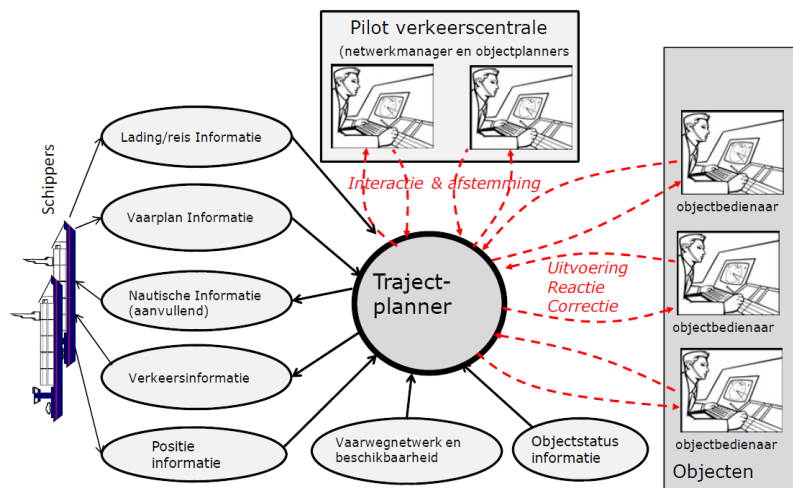 Pilot verkeerscentrale
(netwerkmanager en objectplanners
Schippers
Lading/reis Informatie
Vaarplan Informatie
Nautische Informatie
(aanvullend)
Verkeersinformatie
Positie
informatie
Interactie & afstemming
Traject-
planner
Vaarwegnetwerk en
beschikbaarheid
Objectstatus
informatie
Uitvoering
Reactie
Correctie
objectbedienaar
objectbedienaar
objectbedienaar
Objecten